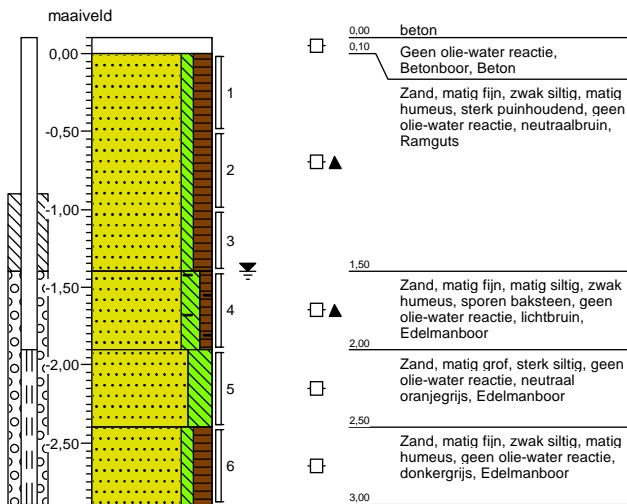 maaiveld
0,00
-0,50
-1,00
-1,50
-2,00
-2,50
1
2
3
4
5
6
0,00
beton
0,10
Geen olie-water reactie,
Betonboor, Beton
Zand, matig fijn, zwak siltig, matig
humeus, sterk puinhoudend, geen
olie-water reactie, neutraalbruin,
Ramguts
1,50
Zand, matig fijn, matig siltig, zwak
humeus, sporen baksteen, geen
olie-water reactie, lichtbruin,
Edelmanboor
2,00
Zand, matig grof, sterk siltig, geen
olie-water reactie, neutraal
oranjegrijs, Edelmanboor
2,50
Zand, matig fijn, zwak siltig, matig
humeus, geen olie-water reactie,
donkergrijs, Edelmanboor
3,00